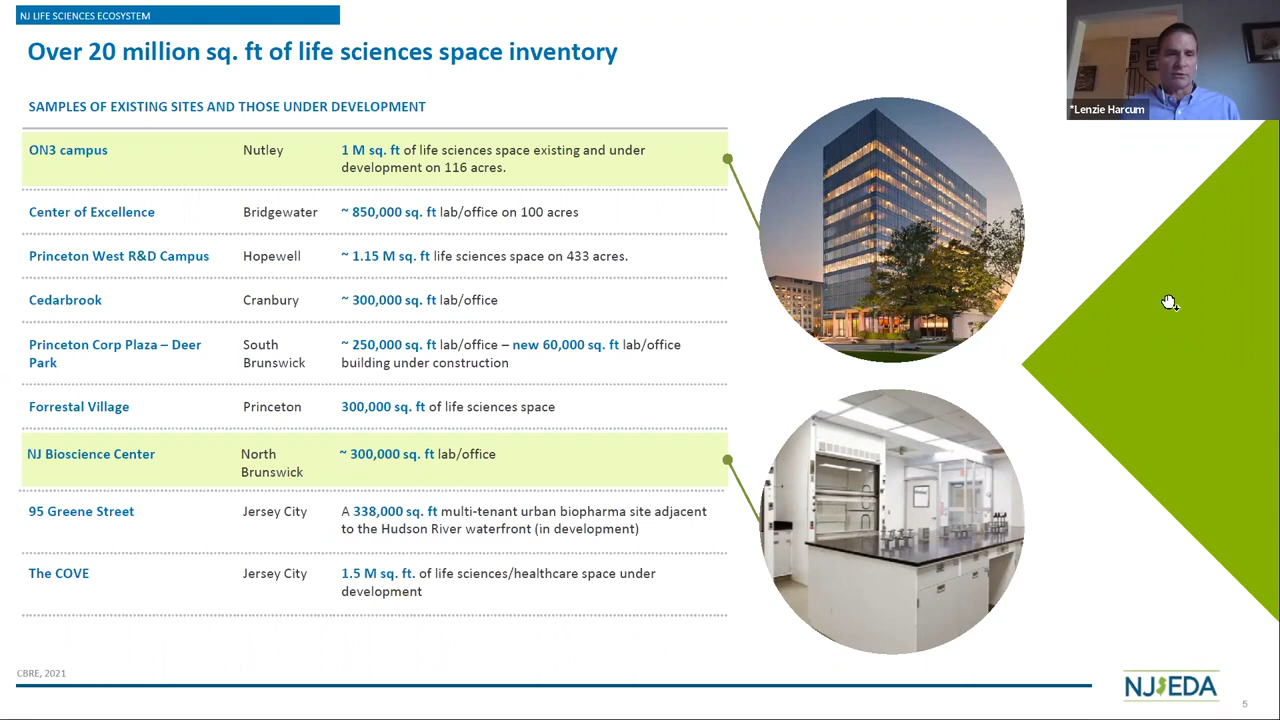 NJ LIFE SCIENCES ECOSYSTEM
Over 20 million sq. ft of life sciences space inventory
*Lenzie Harcum
SAMPLES OF EXISTING SITES AND THOSE UNDER DEVELOPMENT
ON3 campus Nutley 1 M sq. ft of life sciences space existing and under
development on 116 acres.
Center of Excellence Bridgewater ~ 850,000 sq. ft lab/office on 100 acres
Princeton West R&D Campus Hopewell ~ 1.15 M sq. ft life sciences space on 433 acres.
Cedarbrook Cranbury ~ 300,000 sq. ft lab/office
Princeton Corp Plaza – Deer South ~ 250,000 sq. ft lab/office – new 60,000 sq. ft lab/office
Park Brunswick building under construction
Forrestal Village Princeton 300,000 sq. ft of life sciences space
NJ Bioscience Center North ~ 300,000 sq. ft lab/office
Brunswick
95 Greene Street Jersey City A 338,000 sq. ft multi-tenant urban biopharma site adjacent
to the Hudson River waterfront (in development)
The COVE Jersey City 1.5 M sq. ft. of life sciences/healthcare space under
development
CBRE, 2021
NJEDA
5